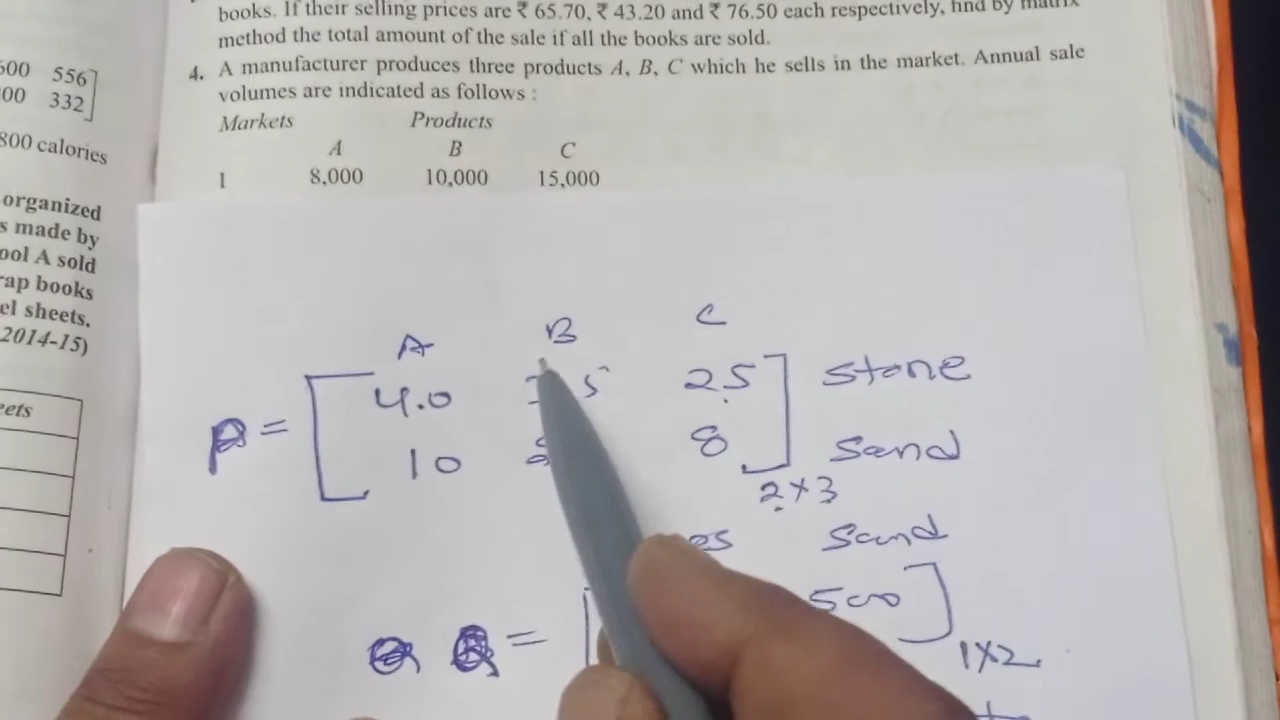 books. If their selling prices are ₹ 65.70, ₹ 43.20 and ₹ 76.50 each respectively, find by matrix
method the total amount of the sale if all the books are sold.
4. A manufacturer produces three products A, B, C which he sells in the market. Annual sale
volumes are indicated as follows :
Markets Products
A B C
1 8,000 10,000 15,000
500 556
00 332
800 calories
organized
s made by
ool A sold
rap books
el sheets.
2014-15)
eets
A B C
P = [ 4.0 5 25 ] stone
10 8 sand
2×3
es sand
Q = [ 500 ]
1×2